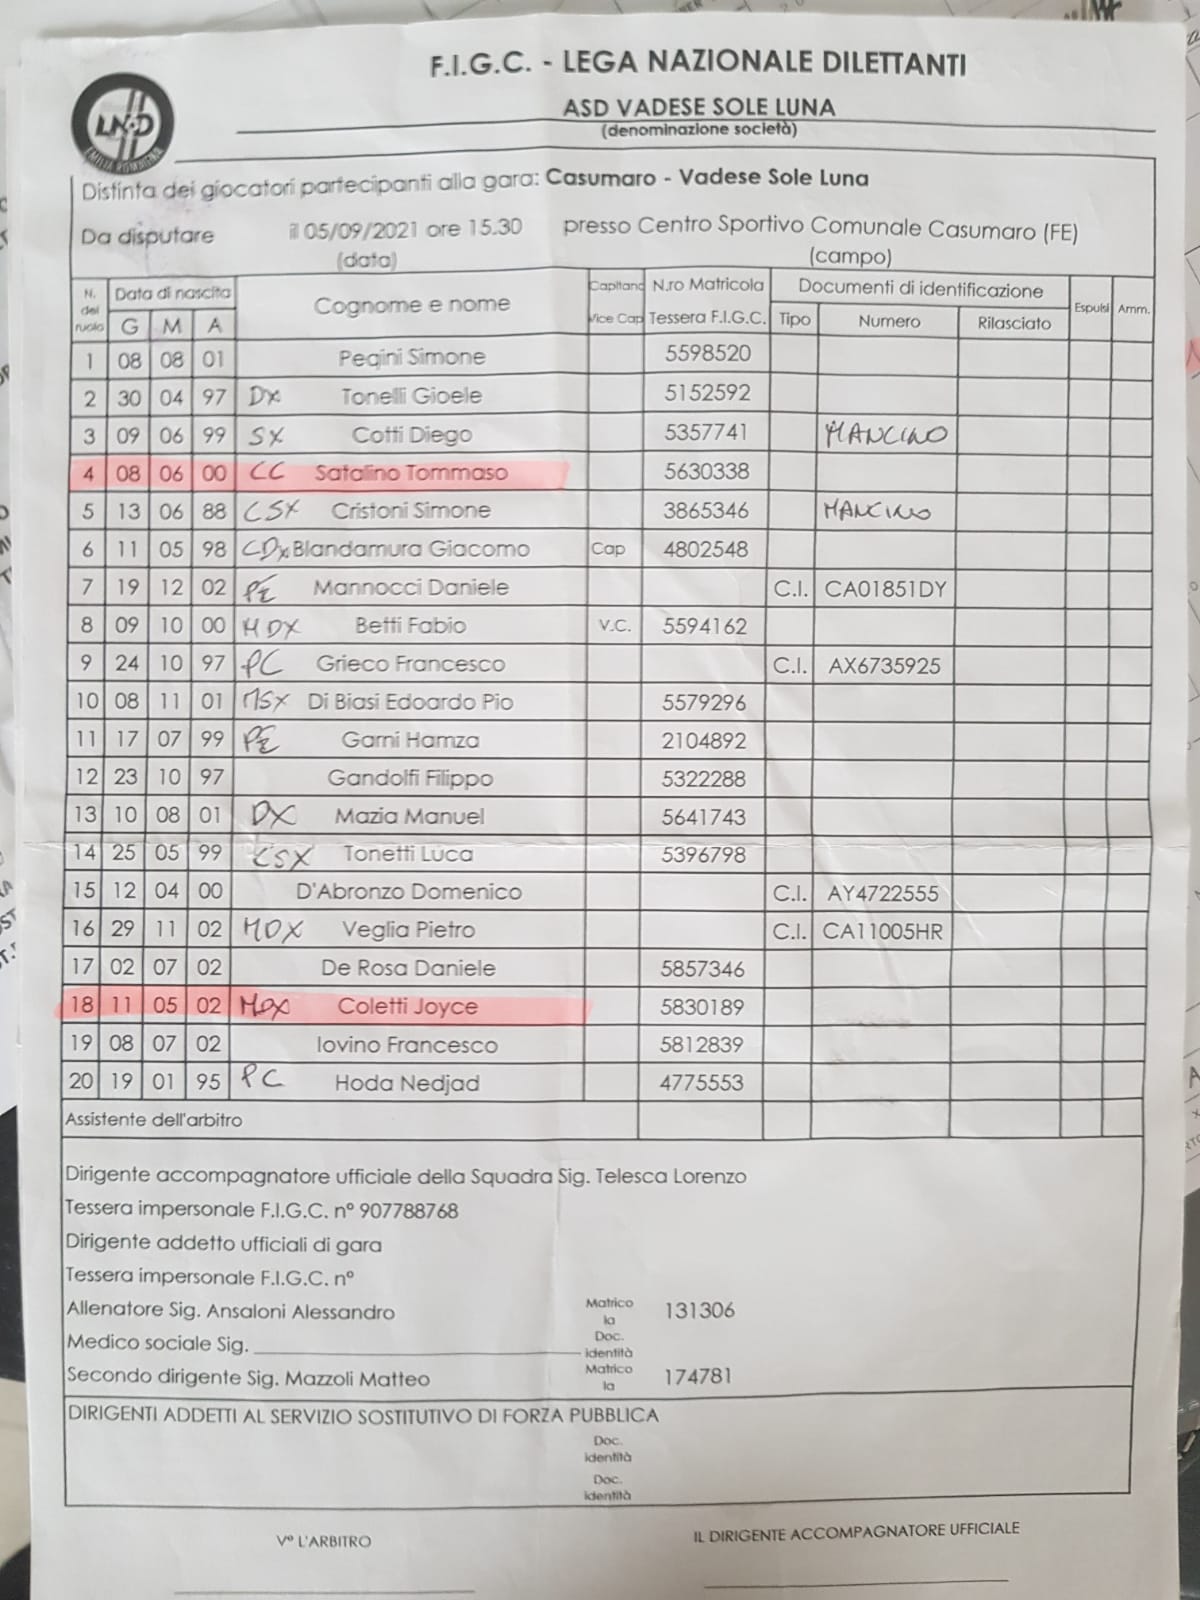 F.I.G.C. - LEGA NAZIONALE DILETTANTI
LND
EMILIA ROMAGNA
ASD VADESE SOLE LUNA
(denominazione società)
Distinta dei giocatori partecipanti alla gara: Casumaro - Vadese Sole Luna
Da disputare il 05/09/2021 ore 15.30 presso Centro Sportivo Comunale Casumaro (FE)
(data) (campo)
N. del ruolo Data di nascita Cognome e nome Capitano N.ro Matricola Documenti di identificazione Espulsi Amm.
G M A Vice Cap Tessera F.I.G.C. Tipo Numero Rilasciato
1 08 08 01 Pegini Simone 5598520
2 30 04 97 DX Tonelli Gioele 5152592
3 09 06 99 SX Cotti Diego 5357741 MANCINO
4 08 06 00 CC Satalino Tommaso 5630338
5 13 06 88 CSX Cristoni Simone 3865346 MANCINO
6 11 05 98 CDX Blandamura Giacomo Cap 4802548
7 19 12 02 PE Mannocci Daniele C.I. CA01851DY
8 09 10 00 MDX Betti Fabio V.C. 5594162
9 24 10 97 PC Grieco Francesco C.I. AX6735925
10 08 11 01 MSX Di Biasi Edoardo Pio 5579296
11 17 07 99 PE Garni Hamza 2104892
12 23 10 97 Gandolfi Filippo 5322288
13 10 08 01 DX Mazia Manuel 5641743
14 25 05 99 CSX Tonetti Luca 5396798
15 12 04 00 D'Abronzo Domenico C.I. AY4722555
16 29 11 02 MDX Veglia Pietro C.I. CA11005HR
17 02 07 02 De Rosa Daniele 5857346
18 11 05 02 MDX Coletti Joyce 5830189
19 08 07 02 Iovino Francesco 5812839
20 19 01 95 PC Hoda Nedjad 4775553
Assistente dell'arbitro
Dirigente accompagnatore ufficiale della Squadra Sig. Telesca Lorenzo
Tessera impersonale F.I.G.C. n° 907788768
Dirigente addetto ufficiali di gara
Tessera impersonale F.I.G.C. n°
Allenatore Sig. Ansaloni Alessandro Matrico la 131306
Medico sociale Sig. Doc. identità
Secondo dirigente Sig. Mazzoli Matteo Matrico la 174781
DIRIGENTI ADDETTI AL SERVIZIO SOSTITUTIVO DI FORZA PUBBLICA
Doc. identità
Doc. identità
V° L'ARBITRO IL DIRIGENTE ACCOMPAGNATORE UFFICIALE